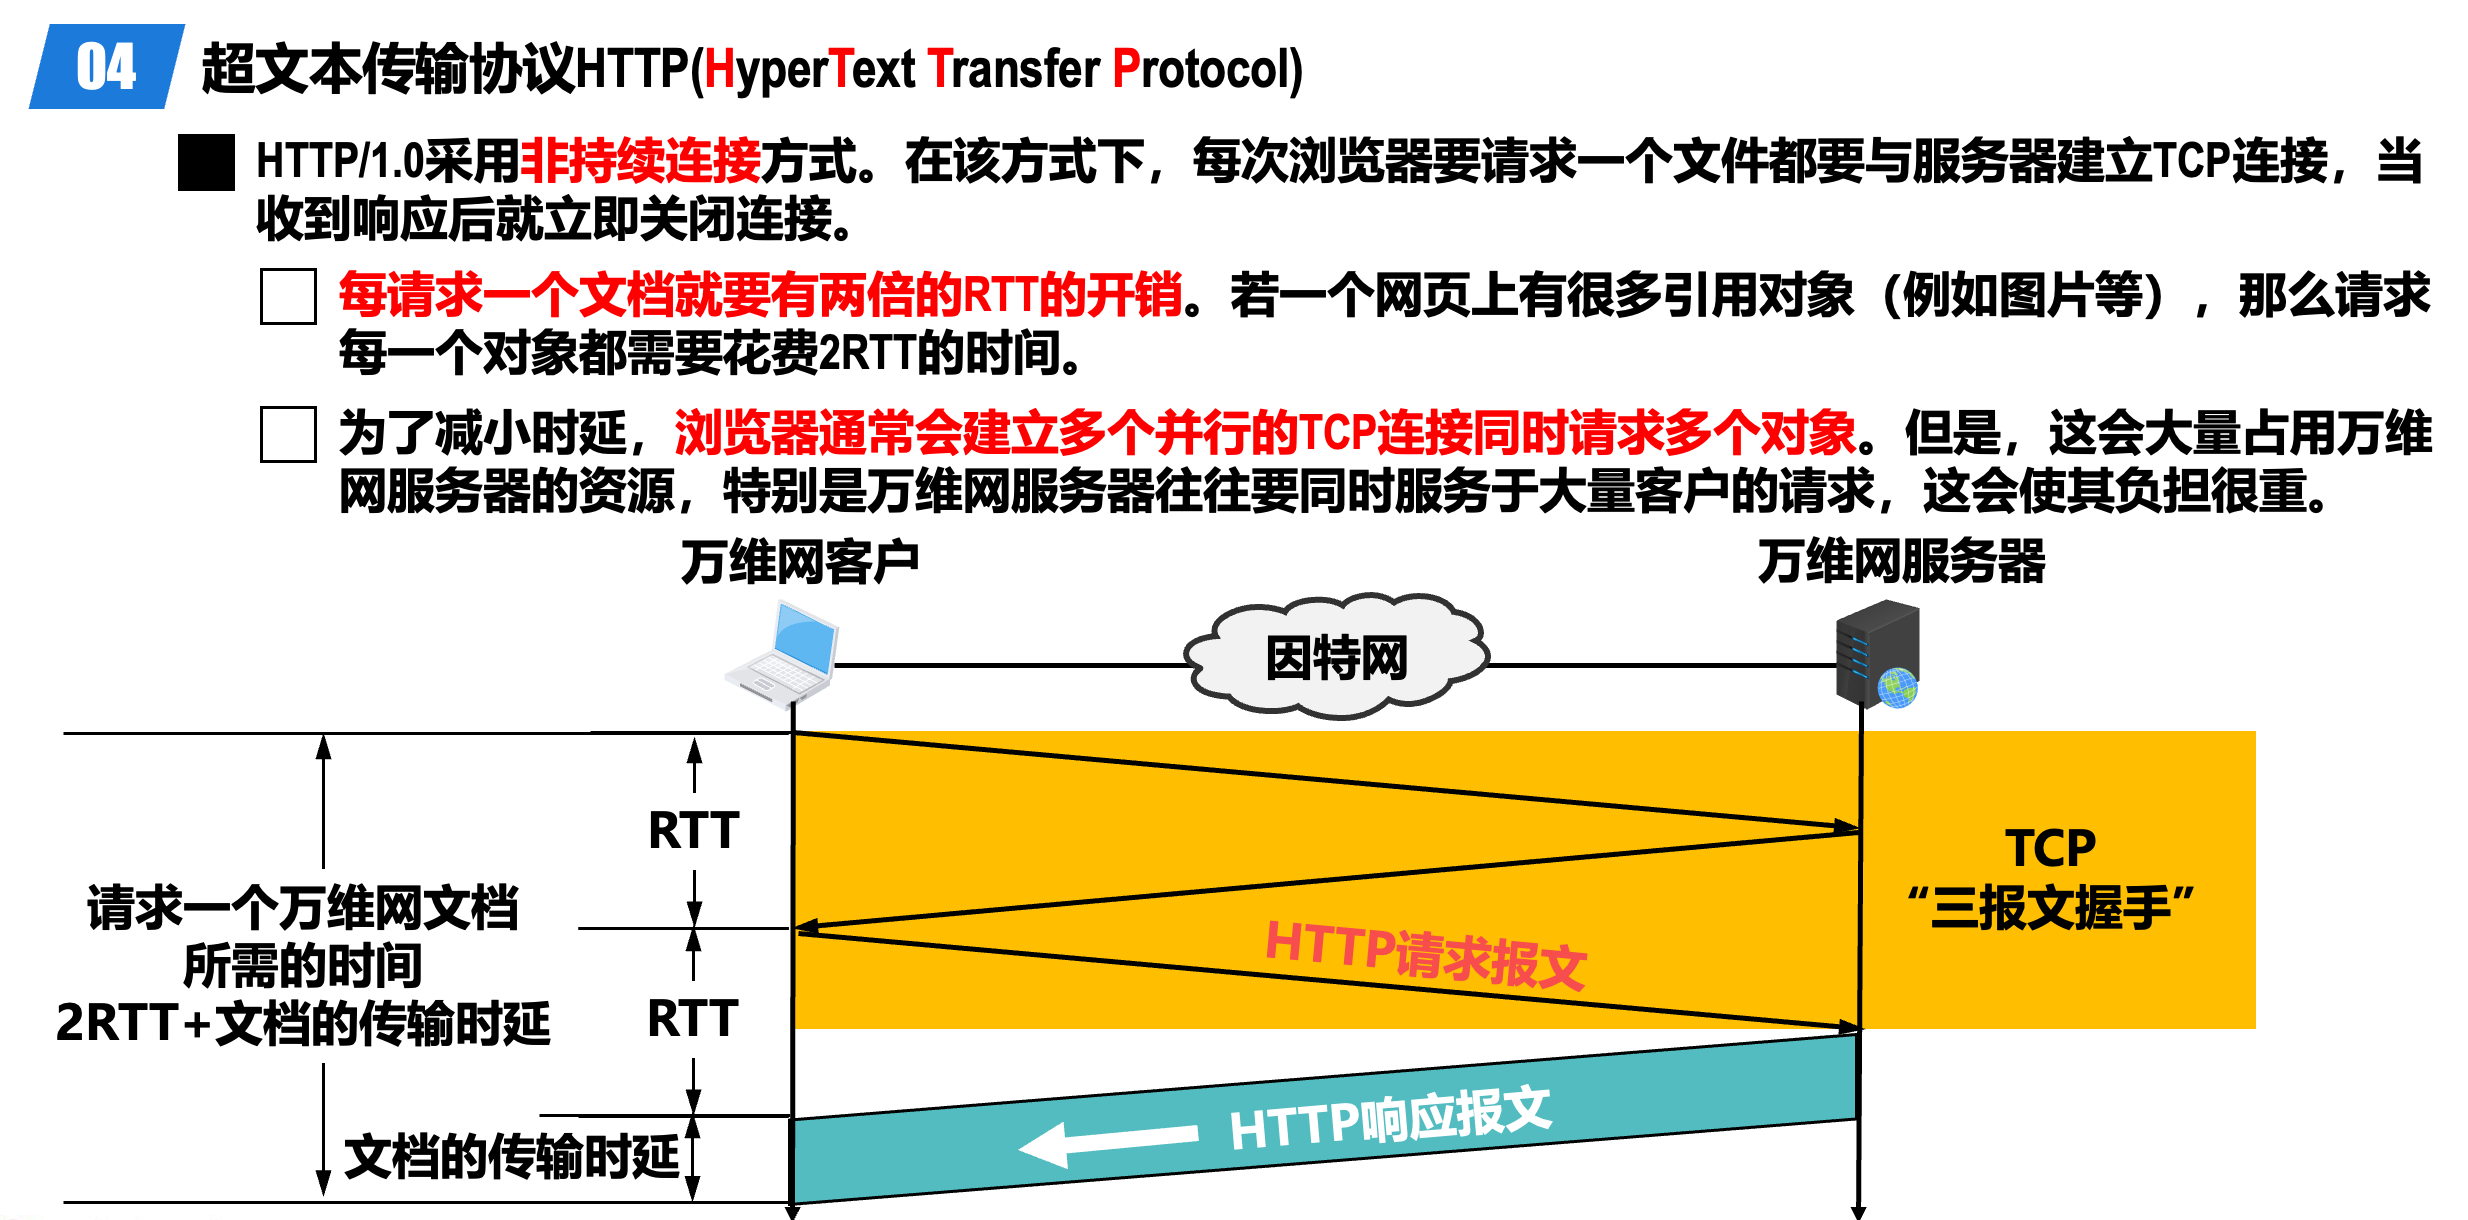 04
超文本传输协议HTTP(HyperText Transfer Protocol)
HTTP/1.0采用非持续连接方式。在该方式下，每次浏览器要请求一个文件都要与服务器建立TCP连接，当
收到响应后就立即关闭连接。
每请求一个文档就要有两倍的RTT的开销。若一个网页上有很多引用对象（例如图片等），那么请求
每一个对象都需要花费2RTT的时间。
为了减小时延，浏览器通常会建立多个并行的TCP连接同时请求多个对象。但是，这会大量占用万维
网服务器的资源，特别是万维网服务器往往要同时服务于大量客户的请求，这会使其负担很重。
万维网客户
万维网服务器
因特网
RTT
TCP
“三报文握手”
请求一个万维网文档
所需的时间
2RTT+文档的传输时延
HTTP请求报文
RTT
HTTP响应报文
文档的传输时延